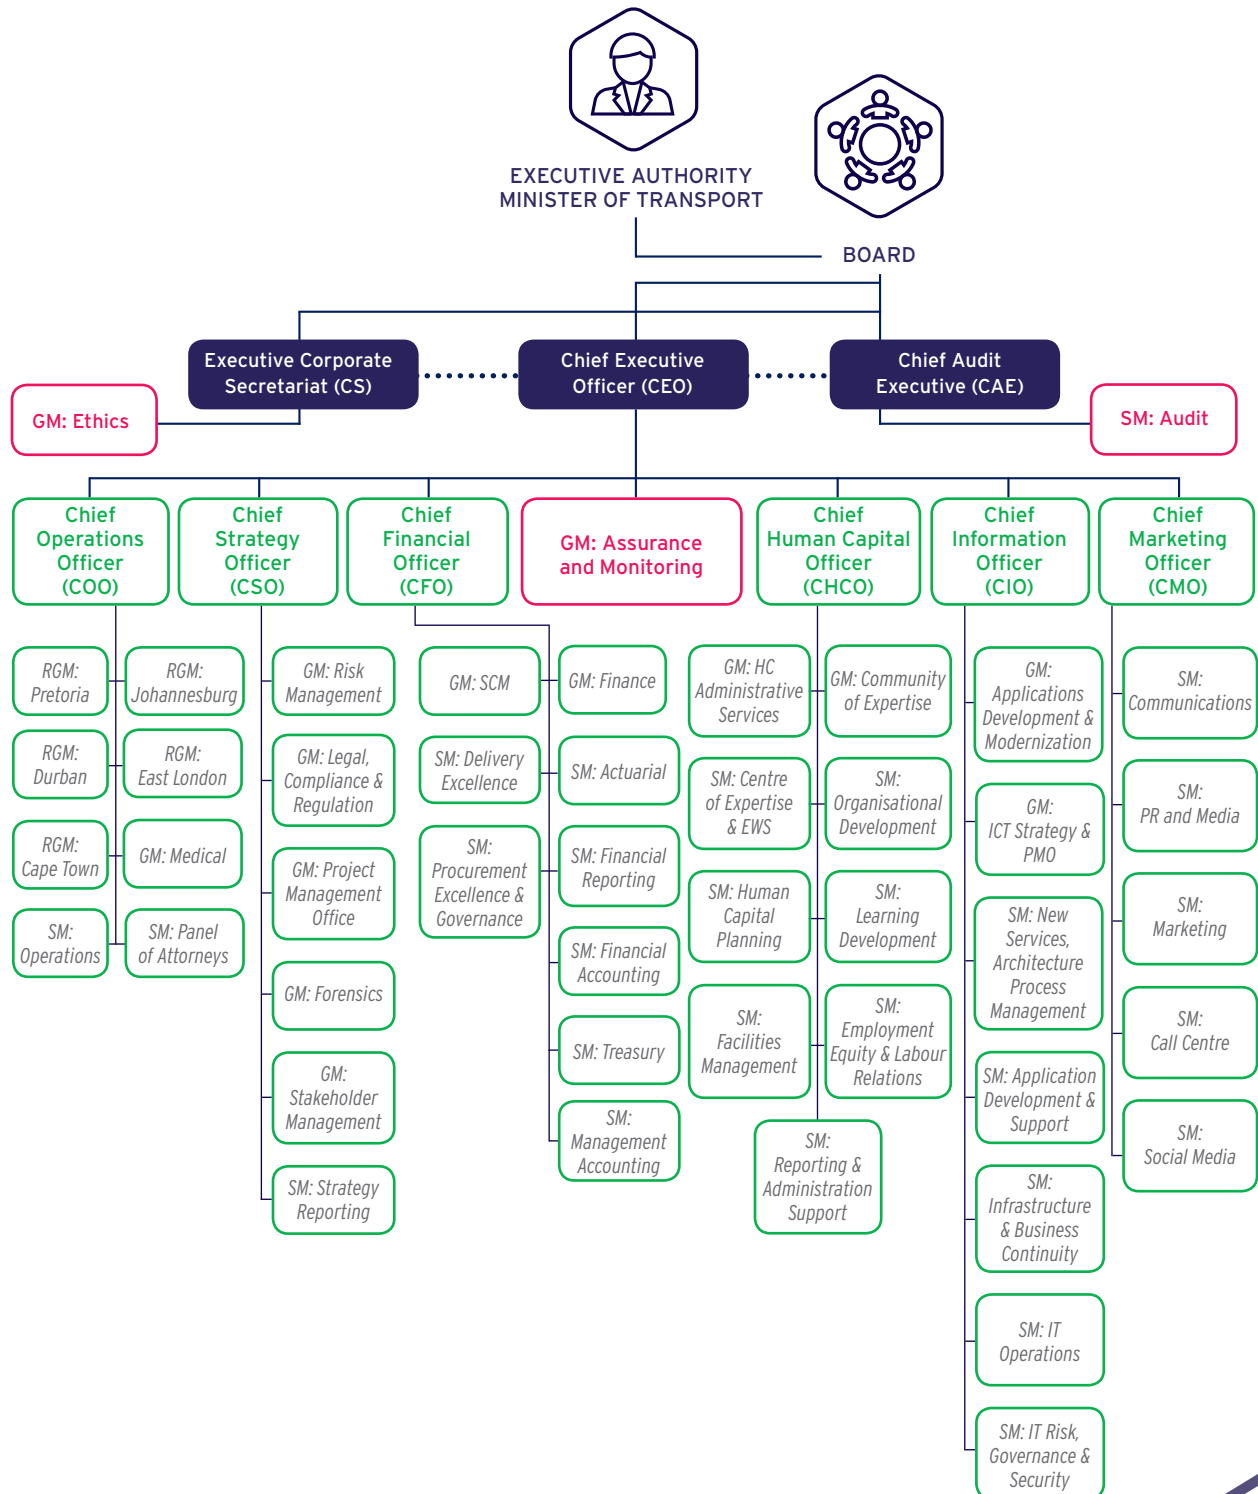 EXECUTIVE AUTHORITY
MINISTER OF TRANSPORT
BOARD
Executive Corporate
Secretariat (CS)
Chief Executive
Officer (CEO)
Chief Audit
Executive (CAE)
GM: Ethics
SM: Audit
Chief
Operations
Officer
(COO)
Chief
Strategy
Officer
(CSO)
Chief
Financial
Officer
(CFO)
GM: Assurance
and Monitoring
Chief
Human Capital
Officer
(CHCO)
Chief
Information
Officer
(CIO)
Chief
Marketing
Officer
(CMO)
RGM:
Pretoria
RGM:
Johannesburg
RGM:
Durban
RGM:
East London
RGM:
Cape Town
GM: Medical
SM:
Operations
SM: Panel
of Attorneys
GM: Risk
Management
GM: Legal,
Compliance &
Regulation
GM: Project
Management
Office
GM: Forensics
GM:
Stakeholder
Management
SM: Strategy
Reporting
GM: SCM
GM: Finance
SM: Delivery
Excellence
SM: Actuarial
SM:
Procurement
Excellence &
Governance
SM: Financial
Reporting
SM: Financial
Accounting
SM: Treasury
SM:
Management
Accounting
GM: HC
Administrative
Services
GM: Community
of Expertise
SM: Centre
of Expertise
& EWS
SM:
Organisational
Development
SM: Human
Capital
Planning
SM:
Learning
Development
SM:
Facilities
Management
SM:
Employment
Equity & Labour
Relations
SM:
Reporting &
Administration
Support
GM:
Applications
Development &
Modernization
GM:
ICT Strategy &
PMO
SM: New
Services,
Architecture
Process
Management
SM: Application
Development &
Support
SM:
Infrastructure
& Business
Continuity
SM: IT
Operations
SM: IT Risk,
Governance &
Security
SM:
Communications
SM:
PR and Media
SM:
Marketing
SM:
Call Centre
SM:
Social Media